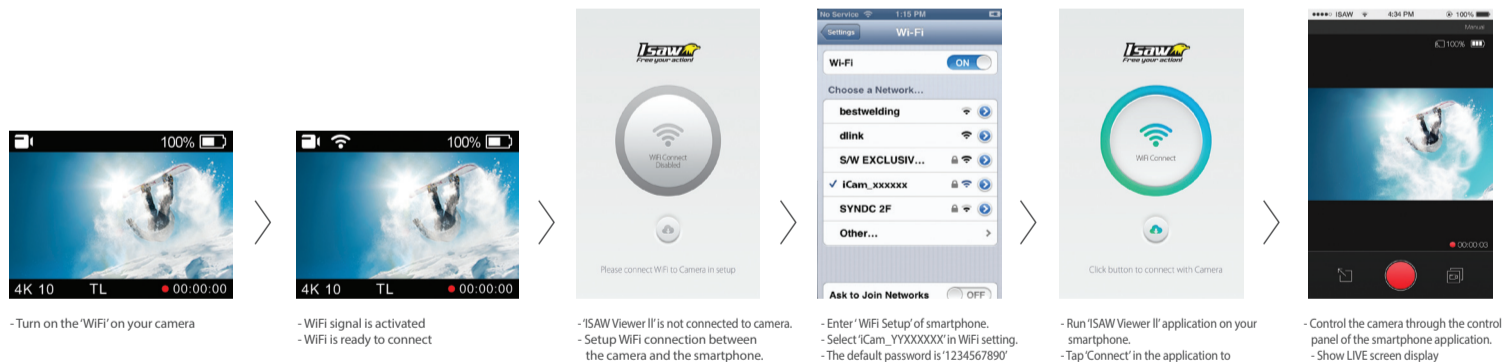 100%
4K 10 TL 00:00:00
- Turn on the 'WiFi' on your camera
100%
4K 10 TL 00:00:00
- WiFi signal is activated
- WiFi is ready to connect
Isaw
Free your action!
WiFi Connect
Disabled
Please connect WiFi to Camera in setup
- 'ISAW Viewer ll' is not connected to camera.
- Setup WiFi connection between
the camera and the smartphone.
No Service 1:15 PM
Settings Wi-Fi
Wi-Fi ON
Choose a Network...
bestwelding
dlink
S/W EXCLUSIV...
✓ iCam_xxxxxx
SYNDC 2F
Other...
Ask to Join Networks OFF
- Enter ' WiFi Setup' of smartphone.
- Select 'iCam_YYXXXXXX' in WiFi setting.
- The default password is '1234567890'
Isaw
Free your action!
WiFi Connect
Click button to connect with Camera
- Run 'ISAW Viewer ll' application on your
smartphone.
- Tap 'Connect' in the application to
ISAW 4:34 PM 100%
Manual
100%
00:00:03
- Control the camera through the control
panel of the smartphone application.
- Show LIVE screen display